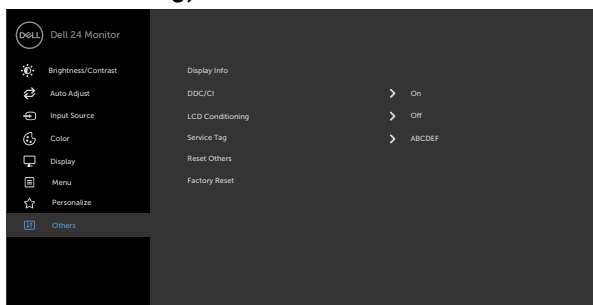 DELL Dell 24 Monitor
Brightness/Contrast Display Info
Auto Adjust DDC/CI On
Input Source LCD Conditioning Off
Color Service Tag ABCDEF
Display Reset Others
Menu Factory Reset
Personalize
Others